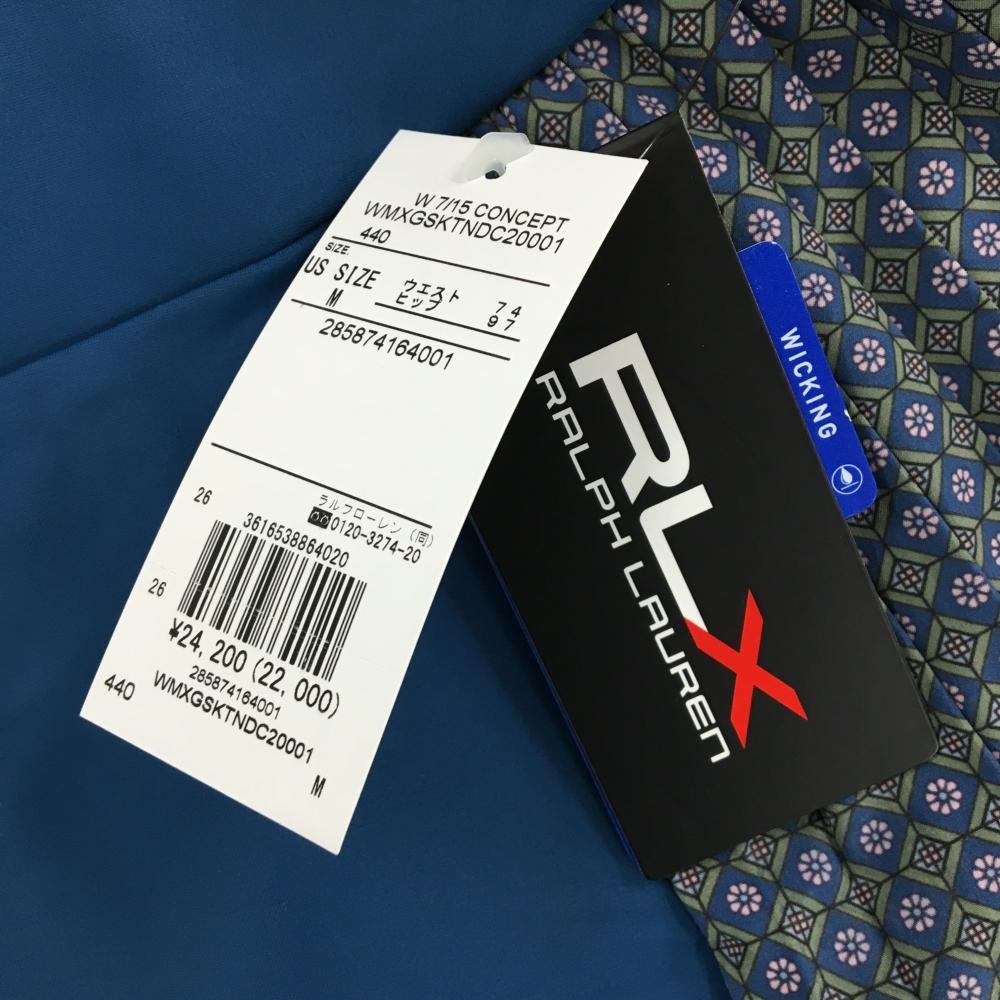 W 7/15 CONCEPT
WMXGSKTNDC20001
440
SIZE.
US SIZE
M
ウエスト 74
ヒップ 97
285874164001
ラルフローレン (同)
0120-3274-20
26
3616538864020
26
¥24,200(22,000)
285874164001
440
WMXGSKTNDC20001
M
RLX
RALPH LAUREN
WICKING